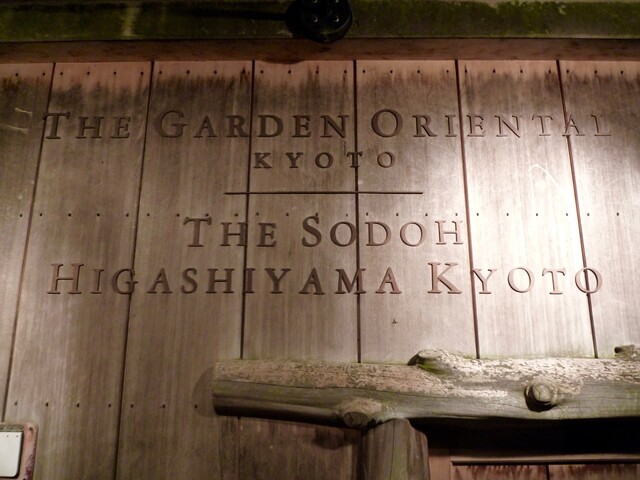 THE GARDEN ORIENTAL
KYOTO
THE SODOH
HIGASHIYAMA KYOTO